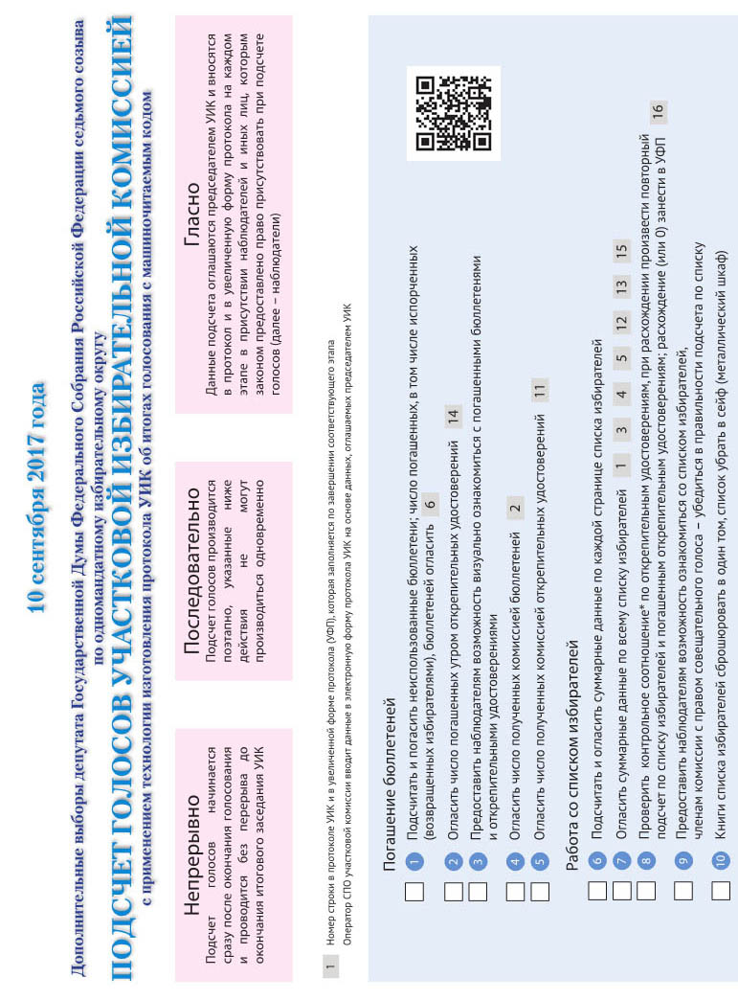 10 сентября 2017 года
Дополнительные выборы депутата Государственной Думы Федерального Собрания Российской Федерации седьмого созыва
по одномандатному избирательному округу
ПОДСЧЕТ ГОЛОСОВ УЧАСТКОВОЙ ИЗБИРАТЕЛЬНОЙ КОМИССИЕЙ
с применением технологии изготовления протокола УИК об итогах голосования с машиночитаемым кодом
Непрерывно
Подсчет голосов начинается
сразу после окончания голосования
и проводится без перерыва до
окончания итогового заседания УИК
Последовательно
Подсчет голосов производится
поэтапно, указанные ниже
действия не могут
производиться одновременно
Гласно
Данные подсчета оглашаются председателем УИК и вносятся
в протокол и в увеличенную форму протокола на каждом
этапе в присутствии наблюдателей и иных лиц, которым
законом предоставлено право присутствовать при подсчете
голосов (далее – наблюдатели)
1 Номер строки в протоколе УИК и в увеличенной форме протокола (УФП), которая заполняется по завершении соответствующего этапа
Оператор СПО участковой комиссии вводит данные в электронную форму протокола УИК на основе данных, оглашаемых председателем УИК
Погашение бюллетеней
1 Подсчитать и погасить неиспользованные бюллетени; число погашенных, в том числе испорченных
(возвращенных избирателями), бюллетеней огласить 6
2 Огласить число погашенных утром открепительных удостоверений 14
3 Предоставить наблюдателям возможность визуально ознакомиться с погашенными бюллетенями
и открепительными удостоверениями
4 Огласить число полученных комиссией бюллетеней 2
5 Огласить число полученных комиссией открепительных удостоверений 11
Работа со списком избирателей
6 Подсчитать и огласить суммарные данные по каждой странице списка избирателей
7 Огласить суммарные данные по всему списку избирателей 1 3 4 5 12 13 15
8 Проверить контрольное соотношение* по открепительным удостоверениям, при расхождении произвести повторный
подсчет по списку избирателей и погашенным открепительным удостоверениям; расхождение (или 0) занести в УФП 16
9 Предоставить наблюдателям возможность ознакомиться со списком избирателей,
членам комиссии с правом совещательного голоса – убедиться в правильности подсчета по списку
10 Книги списка избирателей сброшюровать в один том, список убрать в сейф (металлический шкаф)